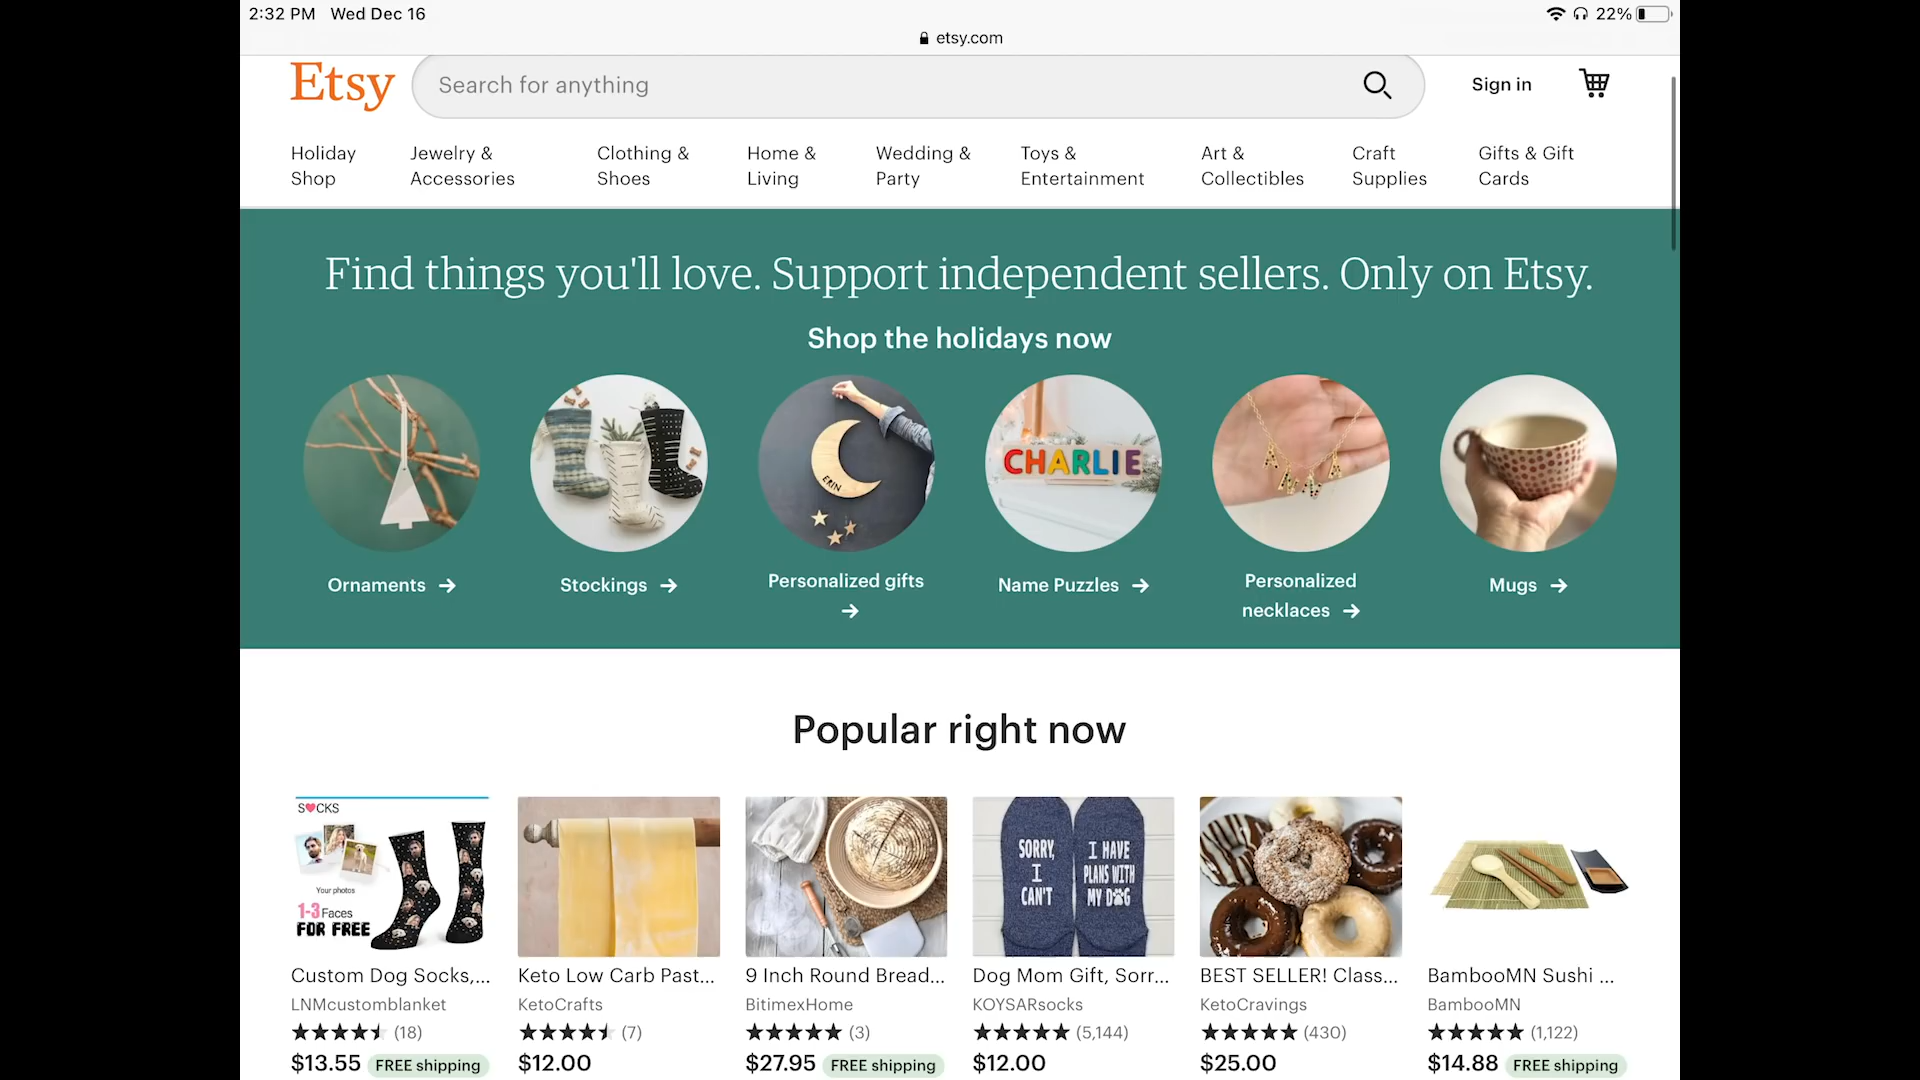 2:32 PM Wed Dec 16
22%
etsy.com
Etsy
Search for anything
Sign in
Holiday
Shop
Jewelry &
Accessories
Clothing &
Shoes
Home &
Living
Wedding &
Party
Toys &
Entertainment
Art &
Collectibles
Craft
Supplies
Gifts & Gift
Cards
Find things you'll love. Support independent sellers. Only on Etsy.
Shop the holidays now
ERIN
CHARLIE
Ornaments →
Stockings →
Personalized gifts
→
Name Puzzles →
Personalized
necklaces →
Mugs →
Popular right now
S♥CKS
Your photos
1-3 Faces
FOR FREE
SORRY,
I
CAN'T
I HAVE
PLANS WITH
MY DOG
Custom Dog Socks,...
LNMcustomblanket
(18)
$13.55 FREE shipping
Keto Low Carb Past...
KetoCrafts
(7)
$12.00
9 Inch Round Bread...
BitimexHome
(3)
$27.95 FREE shipping
Dog Mom Gift, Sorr...
KOYSARsocks
(5,144)
$12.00
BEST SELLER! Class...
KetoCravings
(430)
$25.00
BambooMN Sushi ...
BambooMN
(1,122)
$14.88 FREE shipping